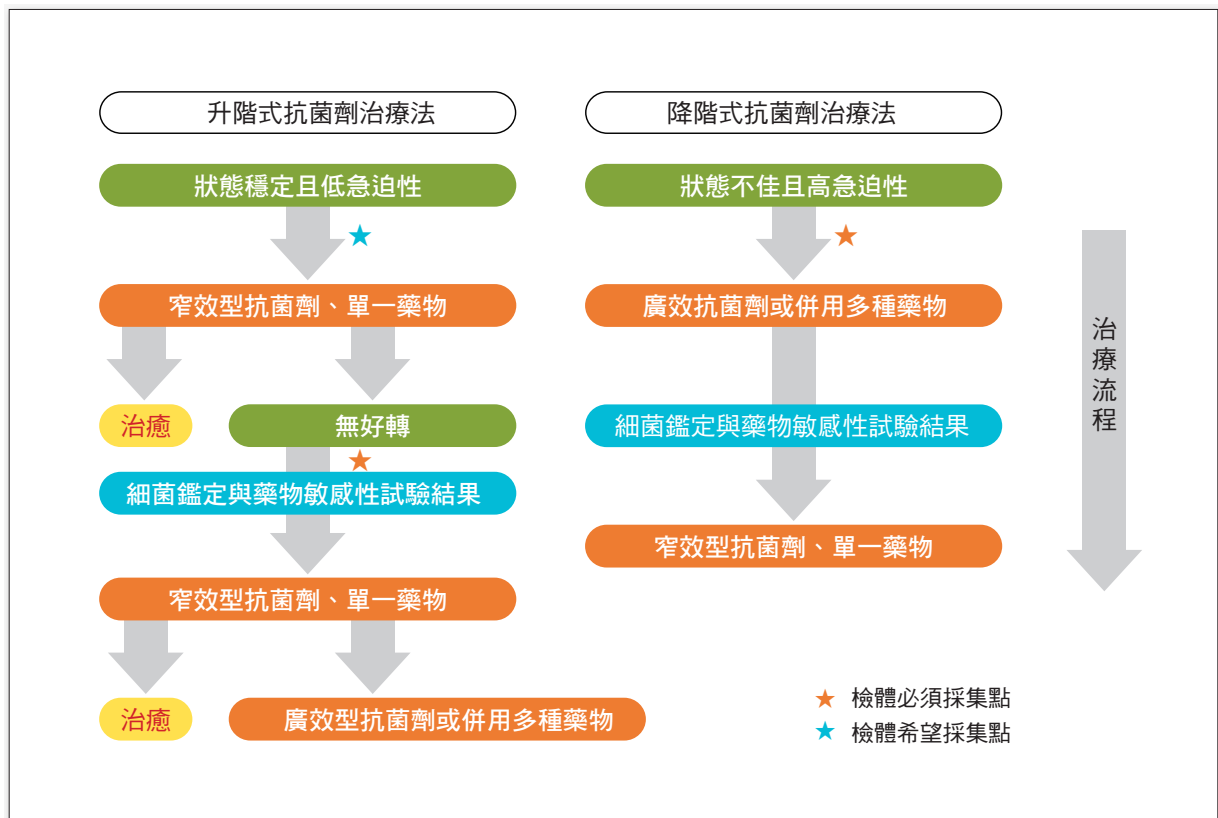 升階式抗菌劑治療法
狀態穩定且低急迫性
窄效型抗菌劑、單一藥物
治癒
無好轉
細菌鑑定與藥物敏感性試驗結果
窄效型抗菌劑、單一藥物
治癒
廣效型抗菌劑或併用多種藥物
降階式抗菌劑治療法
狀態不佳且高急迫性
廣效抗菌劑或併用多種藥物
細菌鑑定與藥物敏感性試驗結果
窄效型抗菌劑、單一藥物
治療流程
檢體必須採集點
檢體希望採集點